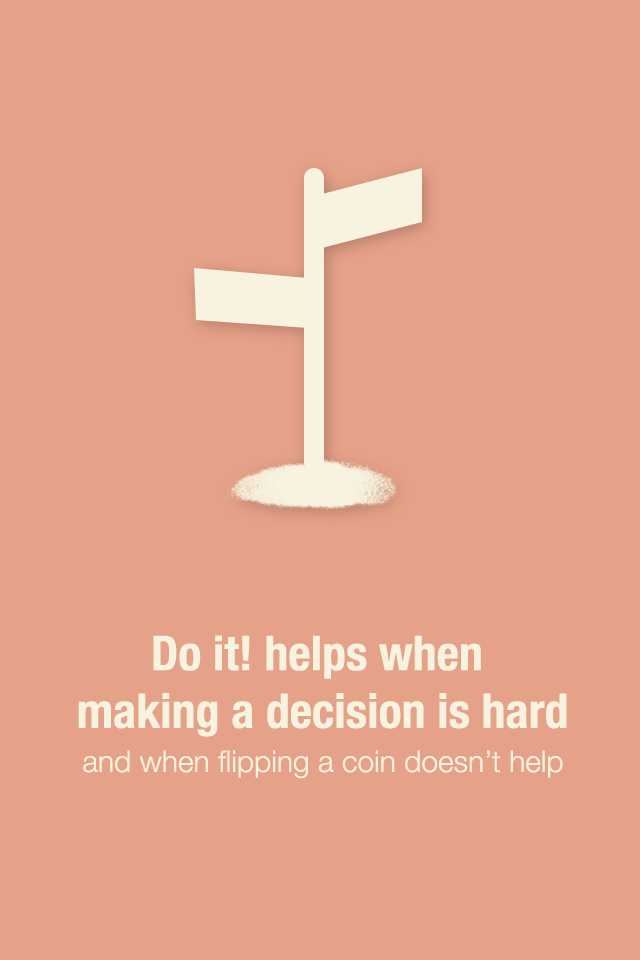 Do it! helps when
making a decision is hard
and when flipping a coin doesn’t help